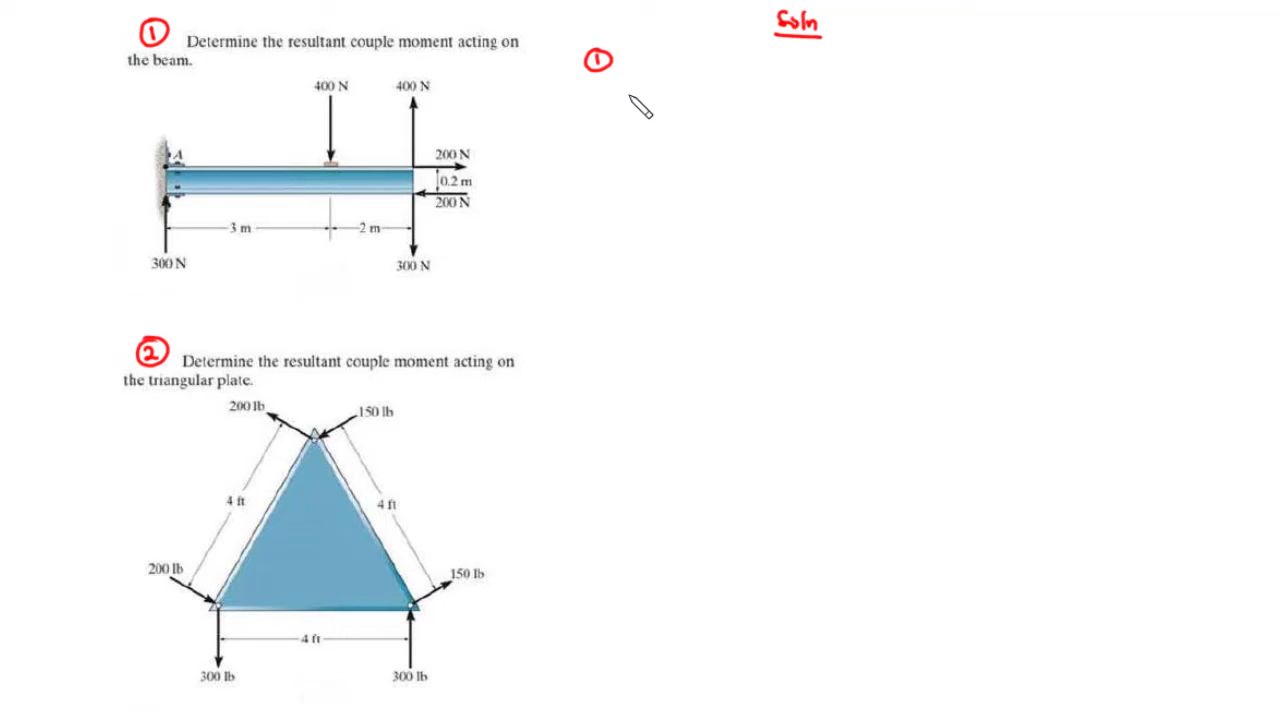 Soln
① Determine the resultant couple moment acting on
the beam.
①
400 N 400 N
A
200 N
0.2 m
200 N
3 m 2 m
300 N 300 N
② Determine the resultant couple moment acting on
the triangular plate.
200 lb 150 lb
4 ft 4 ft
200 lb 150 lb
4 ft
300 lb 300 lb